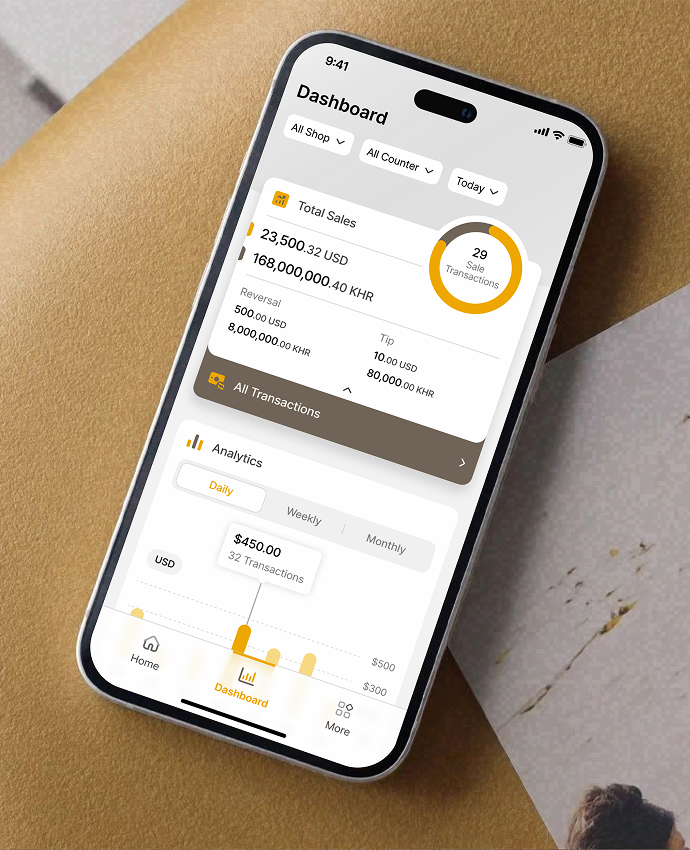 9:41
Dashboard
All Shop
All Counter
Today
Total Sales
23,500.32 USD
168,000,000.40 KHR
29
Sale
Transactions
Reversal
500.00 USD
8,000,000.00 KHR
Tip
10.00 USD
80,000.00 KHR
All Transactions
Analytics
Daily
Weekly
Monthly
$450.00
32 Transactions
USD
$500
$300
Home
Dashboard
More